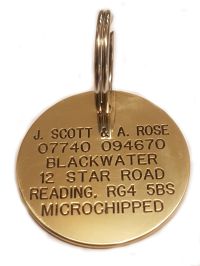 J. SCOTT & A. ROSE
07740 094670
BLACKWATER
12 STAR ROAD
READING, RG4 5BS
MICROCHIPPED